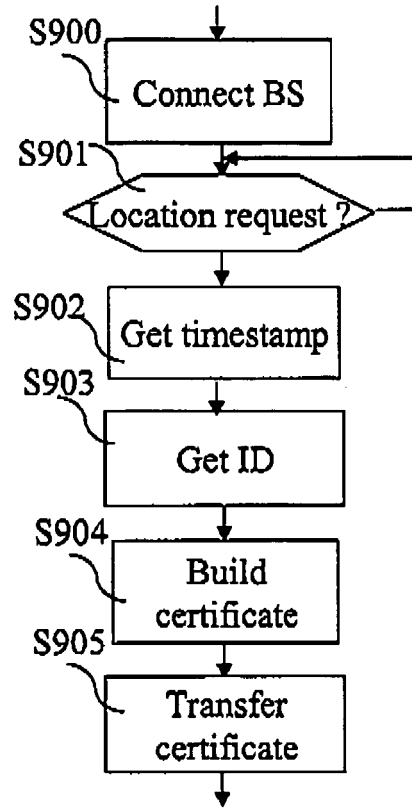 S900
Connect BS
S901
Location request ?
S902
Get timestamp
S903
Get ID
S904
Build
certificate
S905
Transfer
certificate